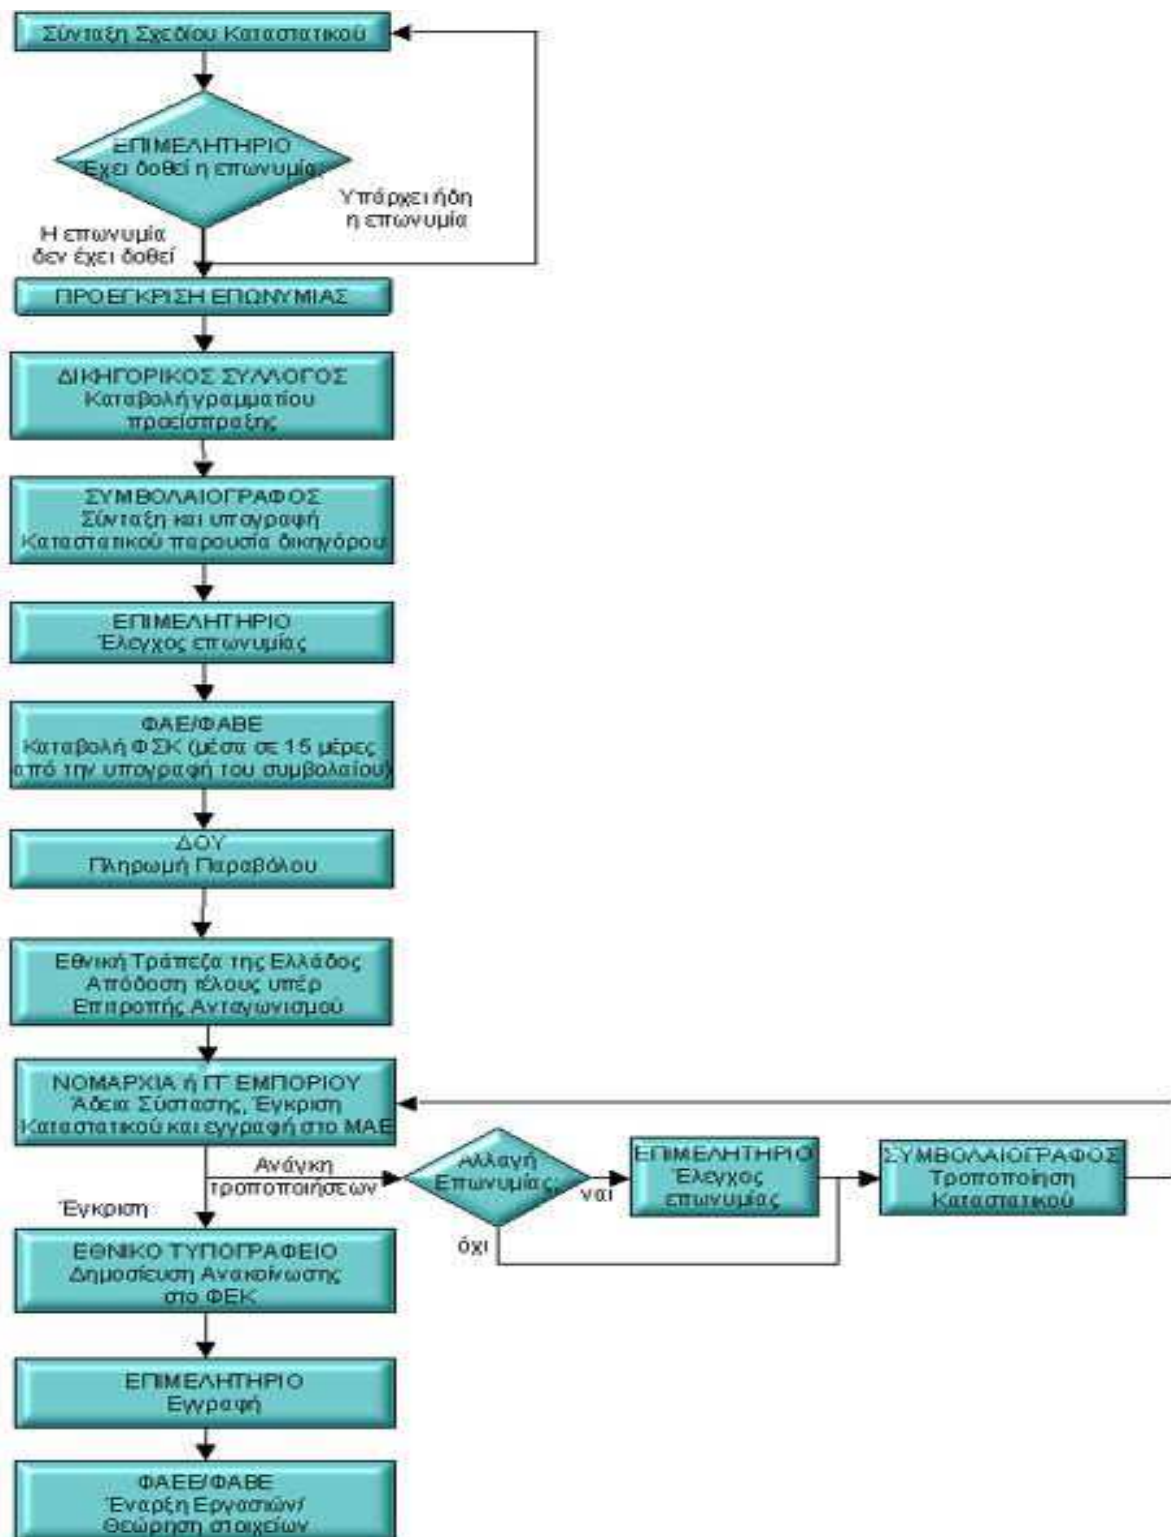 Σύνταξη Σχεδίου Καταστατικού
ΕΠΙΜΕΛΗΤΗΡΙΟ
Έχει δοθεί η επωνυμία;
Υπάρχει ήδη
η επωνυμία
Η επωνυμία
δεν έχει δοθεί
ΠΡΟΕΓΚΡΙΣΗ ΕΠΩΝΥΜΙΑΣ
ΔΙΚΗΓΟΡΙΚΟΣ ΣΥΛΛΟΓΟΣ
Καταβολή γραμματίου
προείσπραξης
ΣΥΜΒΟΛΑΙΟΓΡΑΦΟΣ
Σύνταξη και υπογραφή
Καταστατικού παρουσία δικηγόρου
ΕΠΙΜΕΛΗΤΗΡΙΟ
Έλεγχος επωνυμίας
ΦΑΕ/ΦΑΒΕ
Καταβολή ΦΣΚ (μέσα σε 15 μέρες
από την υπογραφή του συμβολαίου)
ΔΟΥ
Πληρωμή Παραβόλου
Εθνική Τράπεζα της Ελλάδος
Απόδοση τέλους υπέρ
Επιτροπής Ανταγωνισμού
ΝΟΜΑΡΧΙΑ ή ΓΓ ΕΜΠΟΡΙΟΥ
Άδεια Σύστασης, Έγκριση
Καταστατικού και εγγραφή στο ΜΑΕ
Ανάγκη
τροποποιήσεων
Αλλαγή
Επωνυμίας;
ναι
ΕΠΙΜΕΛΗΤΗΡΙΟ
Έλεγχος
επωνυμίας
ΣΥΜΒΟΛΑΙΟΓΡΑΦΟΣ
Τροποποίηση
Καταστατικού
όχι
Έγκριση
ΕΘΝΙΚΟ ΤΥΠΟΓΡΑΦΕΙΟ
Δημοσίευση Ανακοίνωσης
στο ΦΕΚ
ΕΠΙΜΕΛΗΤΗΡΙΟ
Εγγραφή
ΦΑΕΕ/ΦΑΒΕ
Έναρξη Εργασιών/
Θεώρηση στοιχείων